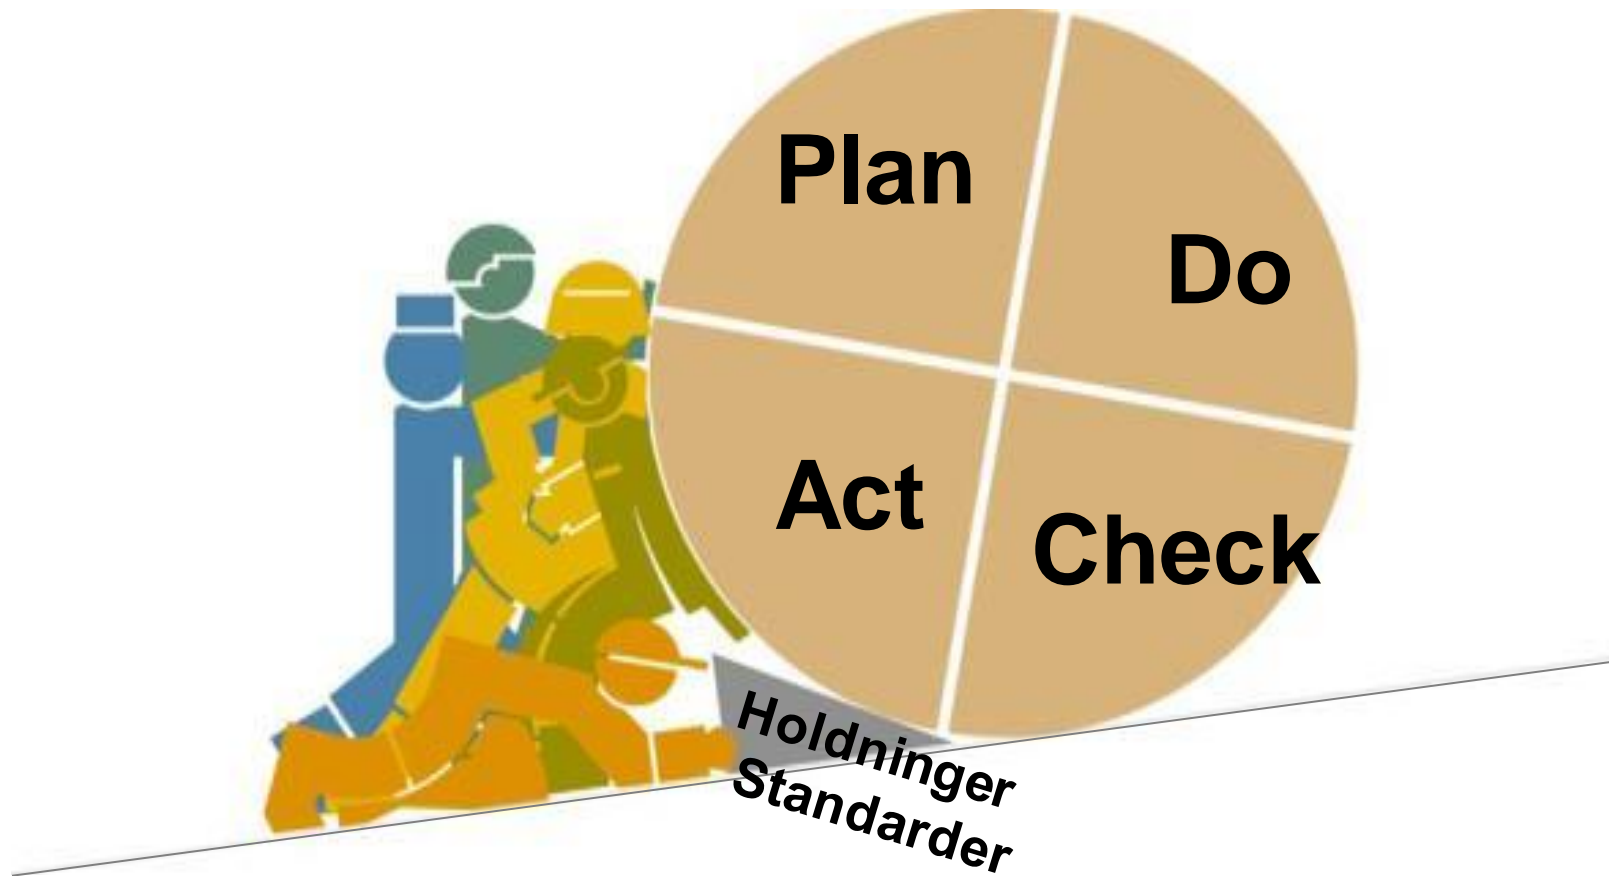 Plan
Do
Act
Check
Holdninger
Standarder